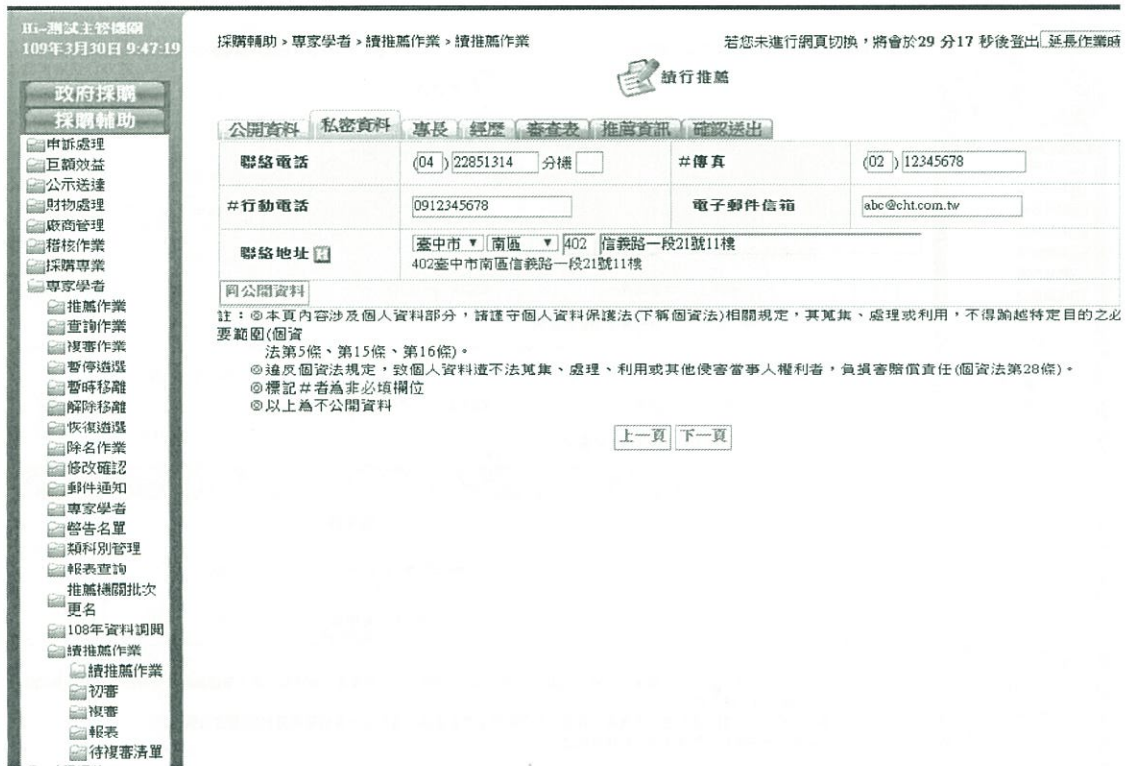 Hi~測試主管機關
109年3月30日 9:47:19
政府採購
採購輔助
申訴處理
巨額效益
公示送達
財物處理
廠商管理
稽核作業
採購專業
專家學者
推薦作業
查詢作業
複審作業
暫停遴選
暫時移離
解除移離
恢復遴選
除名作業
修改確認
郵件通知
專家學者
警告名單
類科別管理
報表查詢
推薦機關批次
更名
108年資料調閱
續推薦作業
續推薦作業
初審
複審
報表
待複審清單
採購輔助 > 專家學者 > 續推薦作業 > 續推薦作業
若您未進行網頁切換,將會於29 分17 秒後登出 延長作業時
續行推薦
公開資料 私密資料 專長 經歷 審查表 推薦資訊 確認送出
聯絡電話 (04) 22851314 分機 #傳真 (02) 12345678
#行動電話 0912345678 電子郵件信箱 abc@cht.com.tw
聯絡地址 臺中市 南區 402 信義路一段21號11樓
402臺中市南區信義路一段21號11樓
同公開資料
註:◎本頁內容涉及個人資料部分,請謹守個人資料保護法(下稱個資法)相關規定,其蒐集、處理或利用,不得踰越特定目的之必
要範圍(個資
法第5條、第15條、第16條)。
◎違反個資法規定,致個人資料遭不法蒐集、處理、利用或其他侵害當事人權利者,負損害賠償責任(個資法第28條)。
◎標記#者為非必填欄位
◎以上為不公開資料
上一頁 下一頁